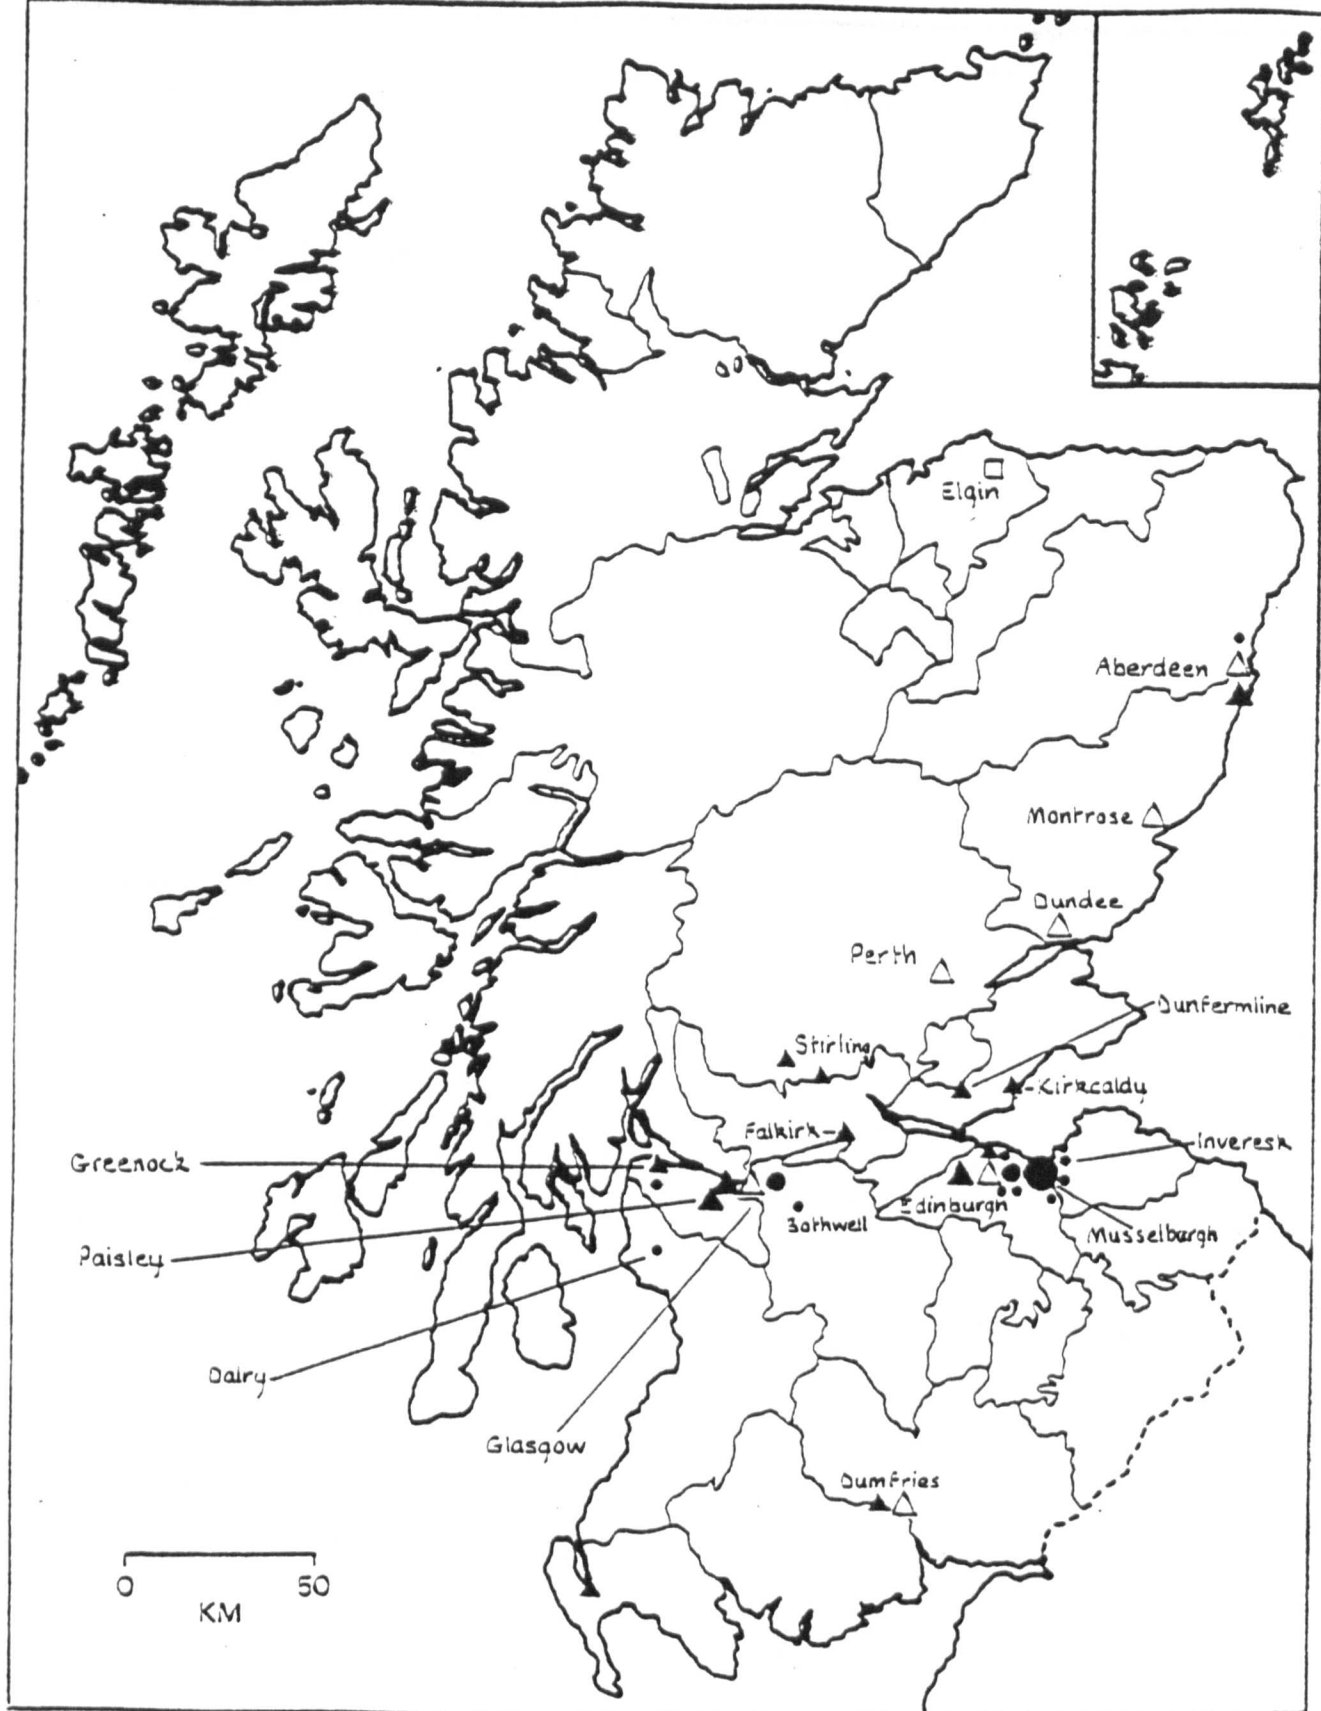 Elgin
Aberdeen
Montrose
Dundee
Perth
Dunfermline
Stirling
Kirkcaldy
Falkirk
Inveresk
Greenock
Edinburgh
Bothwell
Musselburgh
Paisley
Dalry
Glasgow
Dumfries
0 50
KM